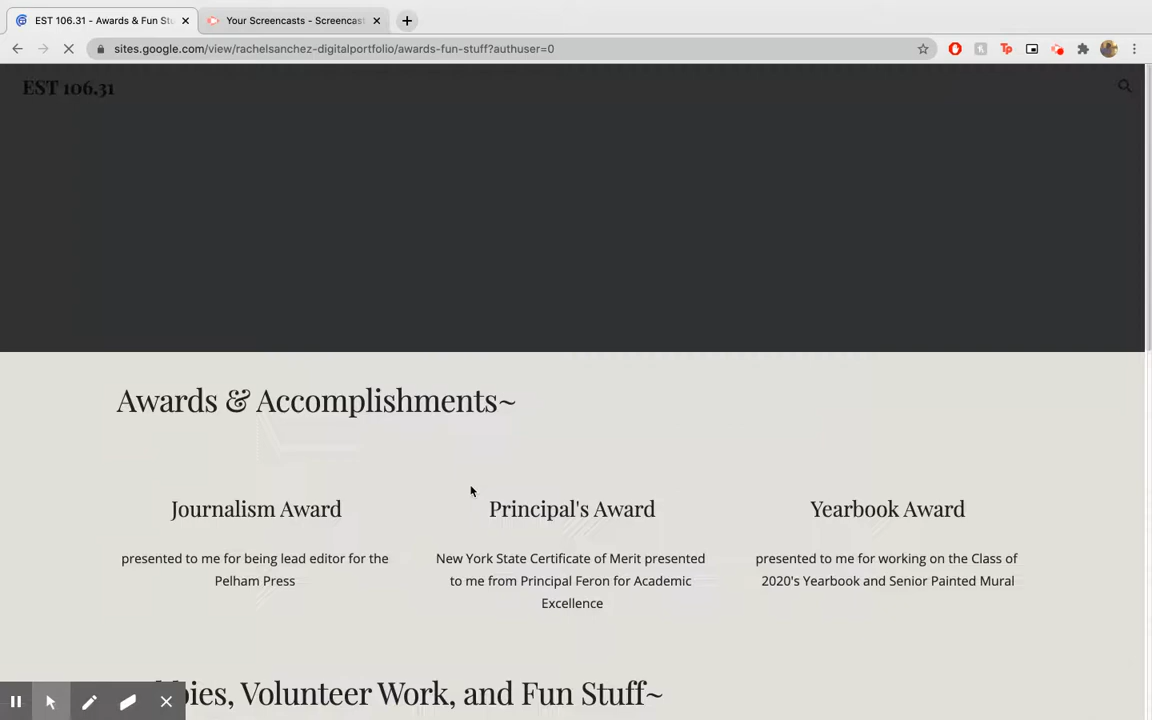 EST 106.31 - Awards & Fun Stu
Your Screencasts - Screencast
sites.google.com/view/rachelsanchez-digitalportfolio/awards-fun-stuff?authuser=0
EST 106.31
Awards & Accomplishments~
Journalism Award
presented to me for being lead editor for the
Pelham Press
Principal's Award
New York State Certificate of Merit presented
to me from Principal Feron for Academic
Excellence
Yearbook Award
presented to me for working on the Class of
2020's Yearbook and Senior Painted Mural
bies, Volunteer Work, and Fun Stuff~